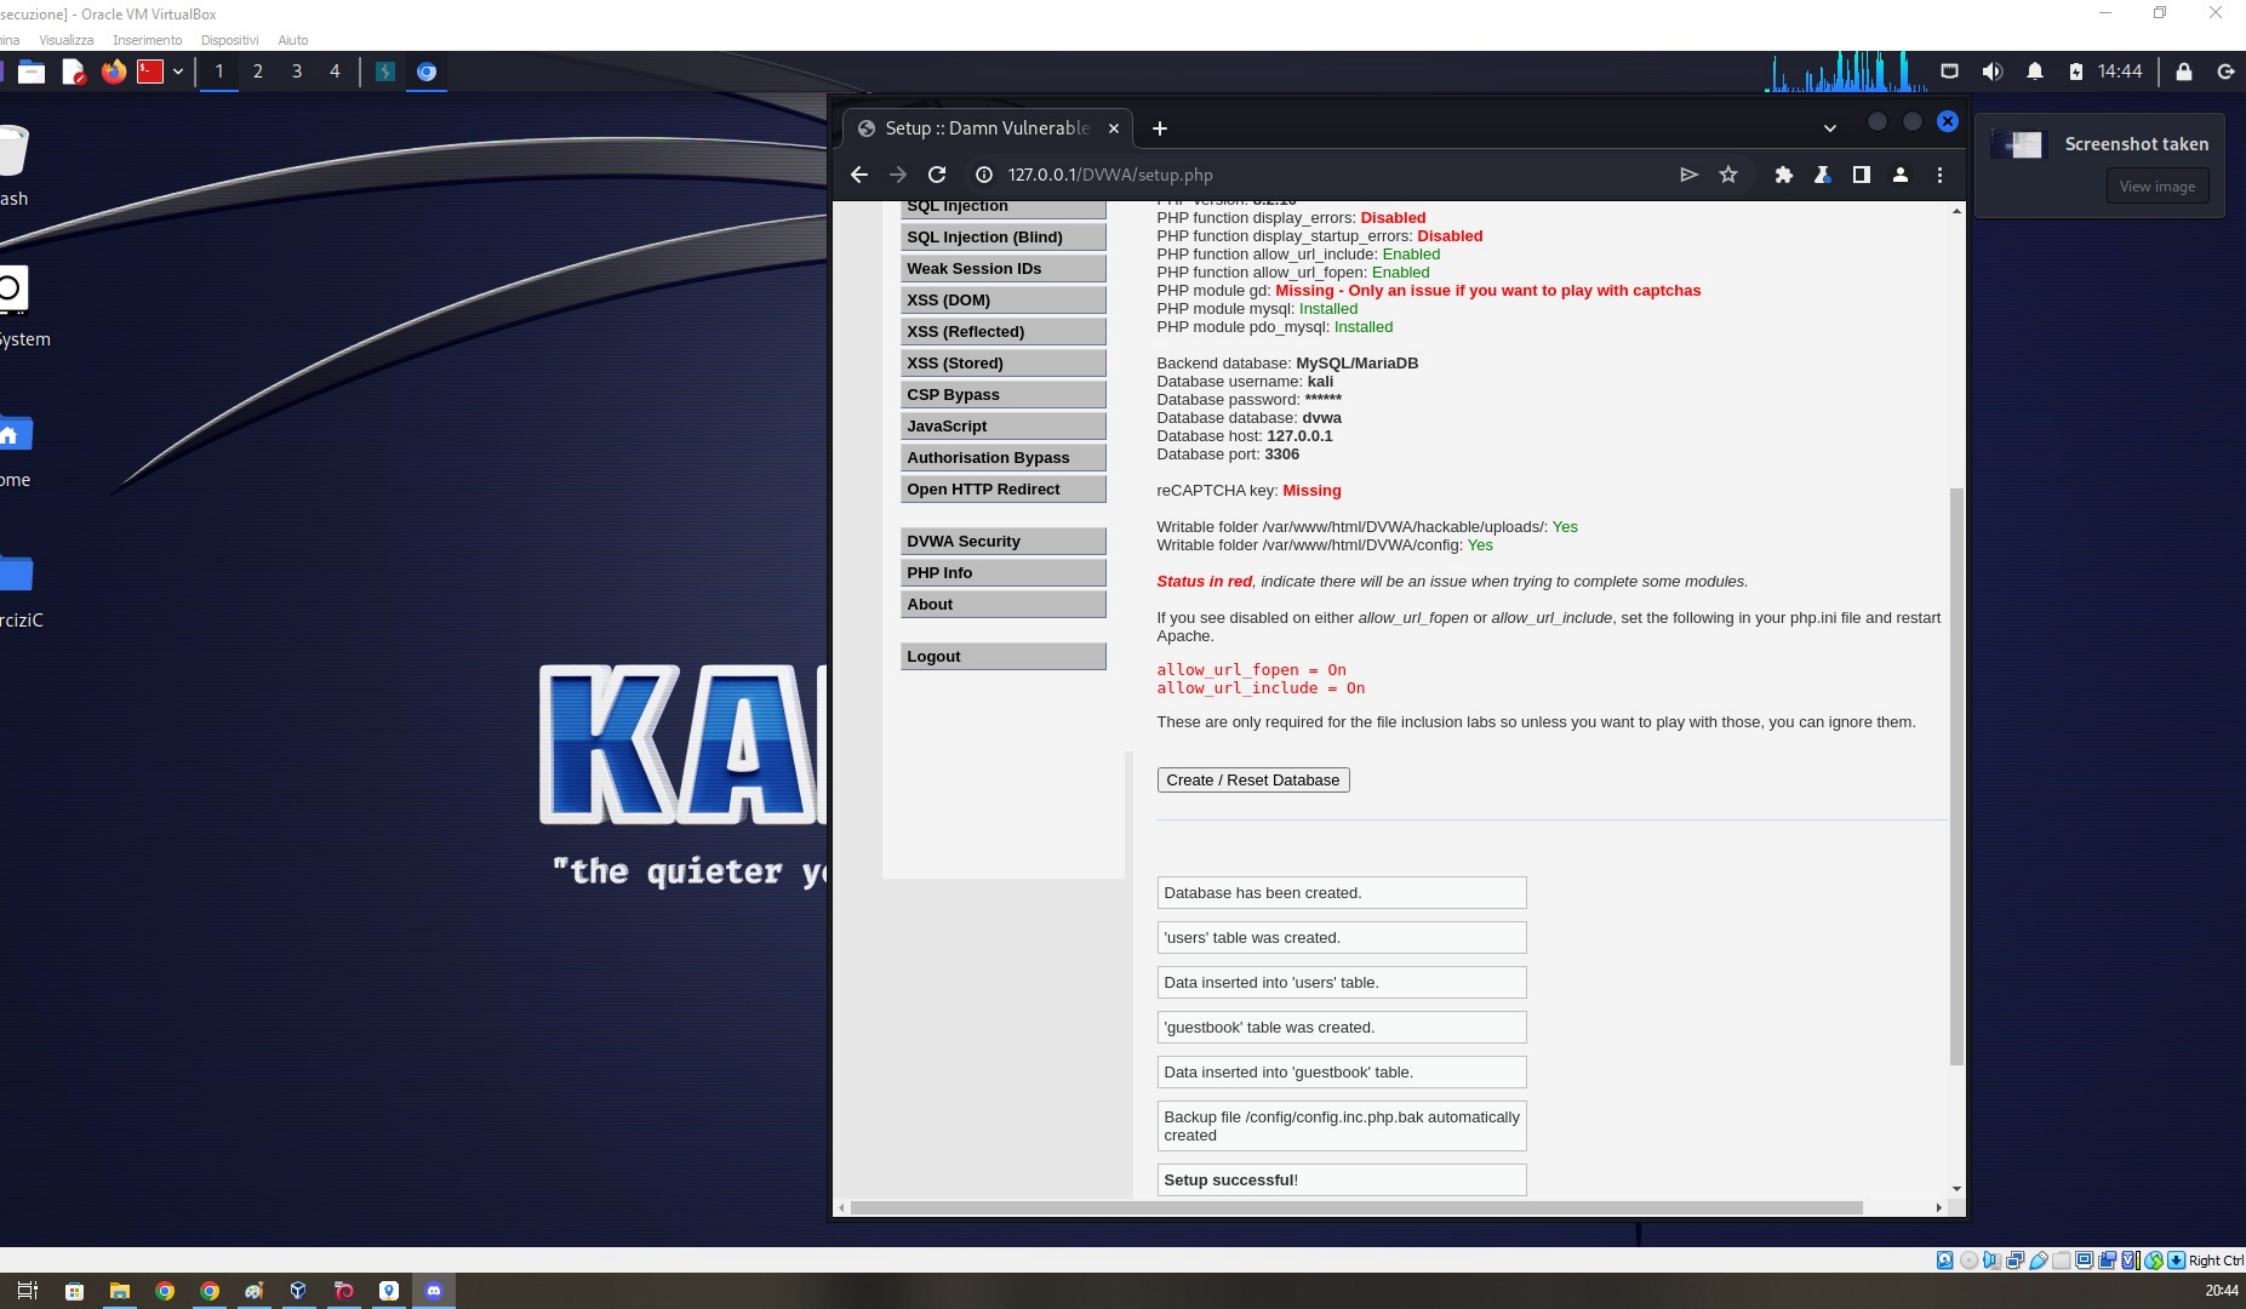 secuzione] - Oracle VM VirtualBox
Visualizza Inserimento Dispositivi Aiuto
1 2 3 4
14:44
Setup :: Damn Vulnerable
127.0.0.1/DVWA/setup.php
Screenshot taken
View image
ash
System
ome
rciziC
KA
"the quieter
SQL Injection
SQL Injection (Blind)
Weak Session IDs
XSS (DOM)
XSS (Reflected)
XSS (Stored)
CSP Bypass
JavaScript
Authorisation Bypass
Open HTTP Redirect
DVWA Security
PHP Info
About
Logout
PHP version: 8.2.10
PHP function display_errors: Disabled
PHP function display_startup_errors: Disabled
PHP function allow_url_include: Enabled
PHP function allow_url_fopen: Enabled
PHP module gd: Missing - Only an issue if you want to play with captchas
PHP module mysql: Installed
PHP module pdo_mysql: Installed
Backend database: MySQL/MariaDB
Database username: kali
Database password: ******
Database database: dvwa
Database host: 127.0.0.1
Database port: 3306
reCAPTCHA key: Missing
Writable folder /var/www/html/DVWA/hackable/uploads/: Yes
Writable folder /var/www/html/DVWA/config: Yes
Status in red, indicate there will be an issue when trying to complete some modules.
If you see disabled on either allow_url_fopen or allow_url_include, set the following in your php.ini file and restart
Apache.
allow_url_fopen = On
allow_url_include = On
These are only required for the file inclusion labs so unless you want to play with those, you can ignore them.
Create / Reset Database
Database has been created.
'users' table was created.
Data inserted into 'users' table.
'guestbook' table was created.
Data inserted into 'guestbook' table.
Backup file /config/config.inc.php.bak automatically
created
Setup successful!
Right Ctrl
20:44